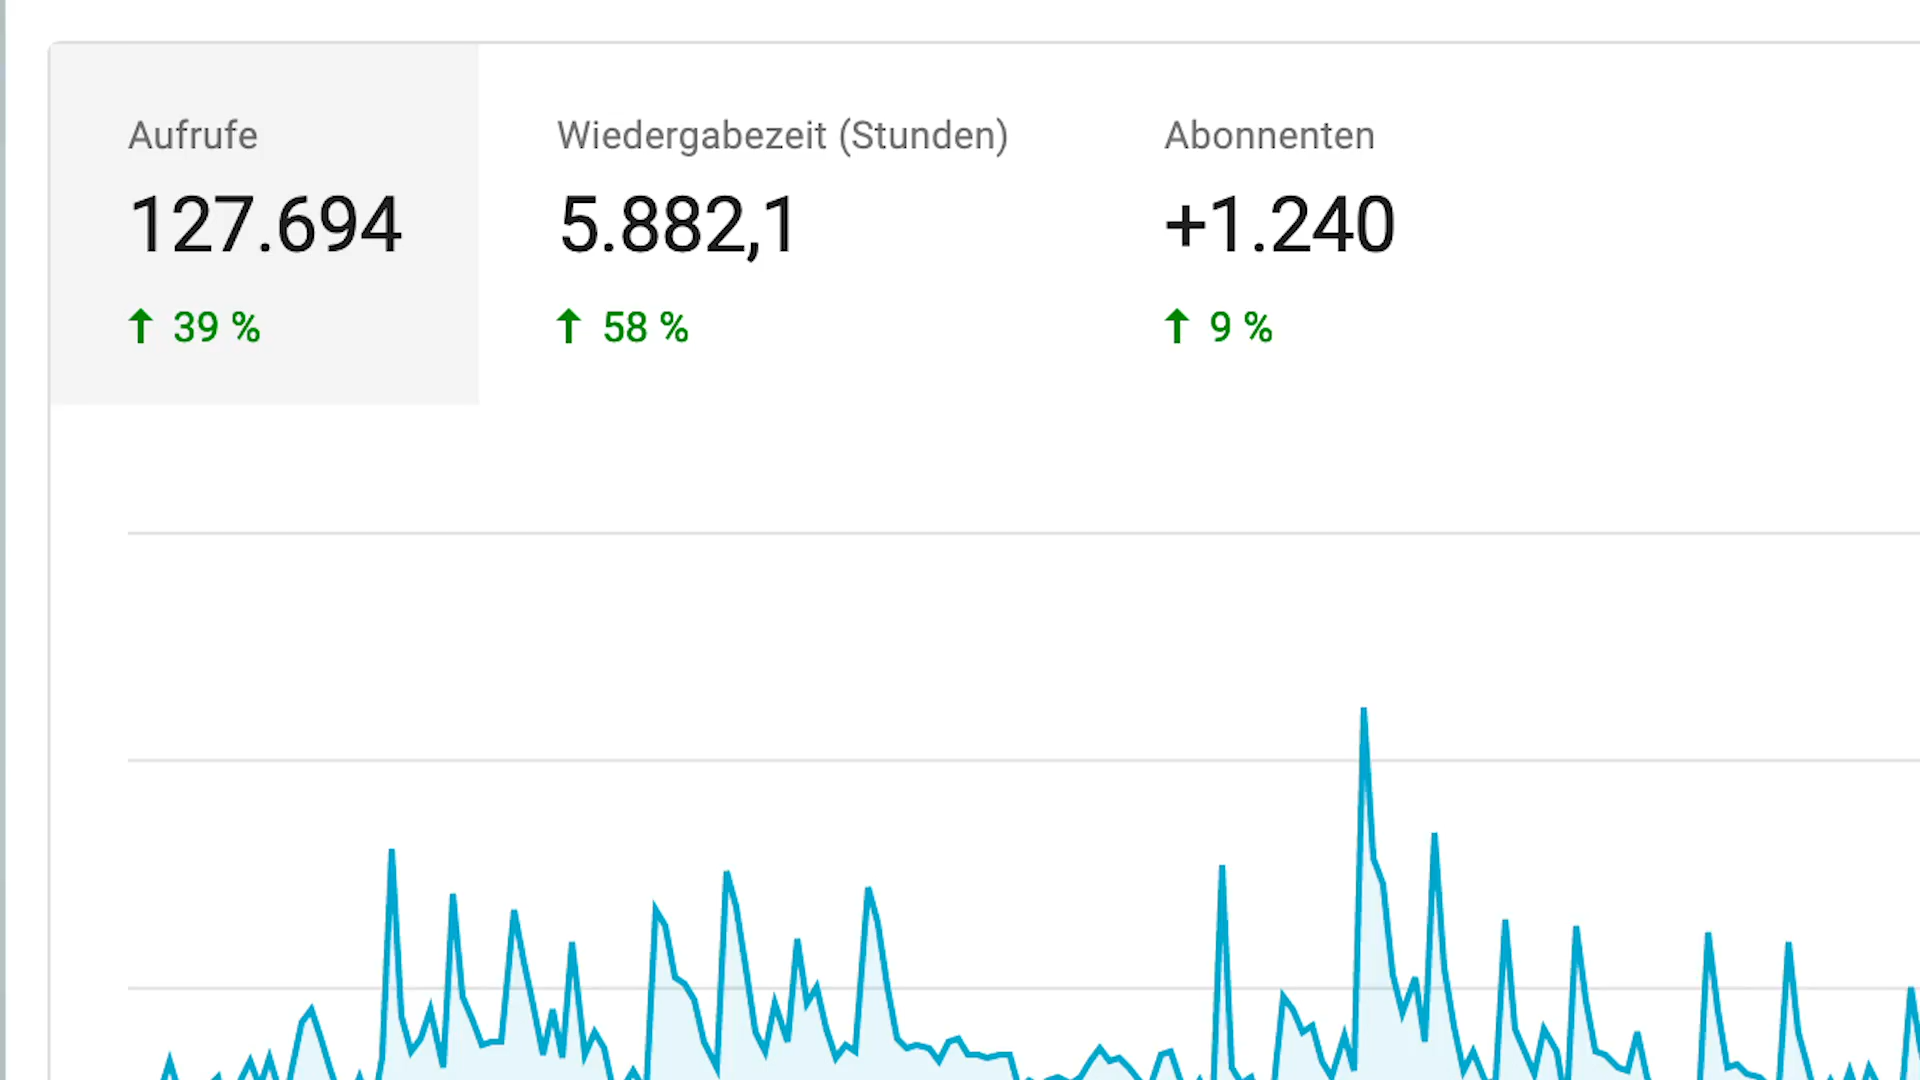 Aufrufe
127.694
↑ 39 %
Wiedergabezeit (Stunden)
5.882,1
↑ 58 %
Abonnenten
+1.240
↑ 9 %